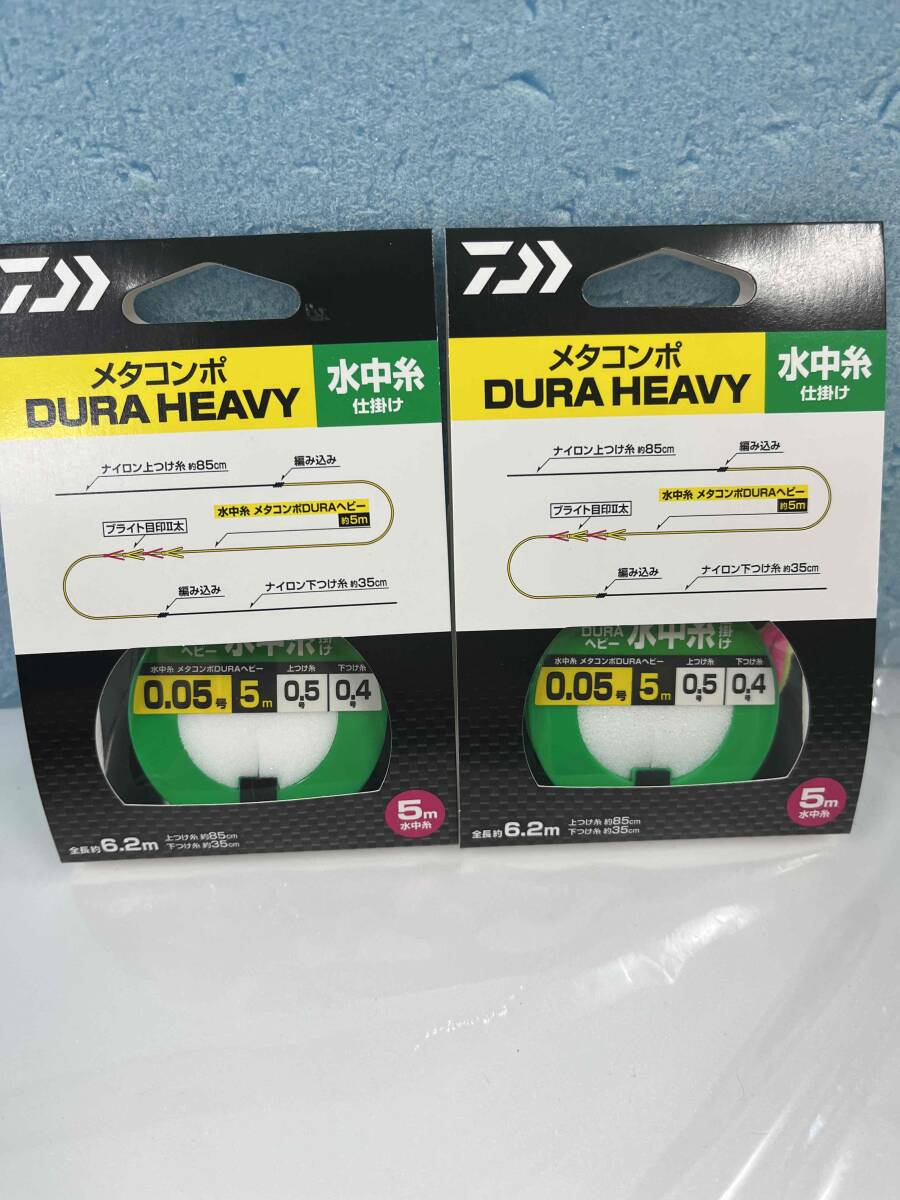 メタコンポ
DURA HEAVY
水中糸
仕掛け
ナイロン上つけ糸 約85cm
編み込み
水中糸 メタコンポDURAヘビー
約5m
ブライト目印II太
編み込み
ナイロン下つけ糸 約35cm
ヘビー 水中糸
水中糸 メタコンポDURAヘビー 上つけ糸 下つけ糸
0.05号 5m 0.5号 0.4号
5m
水中糸
全長約6.2m 上つけ糸 約85cm
下つけ糸 約35cm
メタコンポ
DURA HEAVY
水中糸
仕掛け
ナイロン上つけ糸 約85cm
編み込み
水中糸 メタコンポDURAヘビー
約5m
ブライト目印II太
編み込み
ナイロン下つけ糸 約35cm
DURA
ヘビー 水中糸 掛け
水中糸 メタコンポDURAヘビー 上つけ糸 下つけ糸
0.05号 5m 0.5号 0.4号
5m
水中糸
全長約6.2m 上つけ糸 約85cm
下つけ糸 約35cm